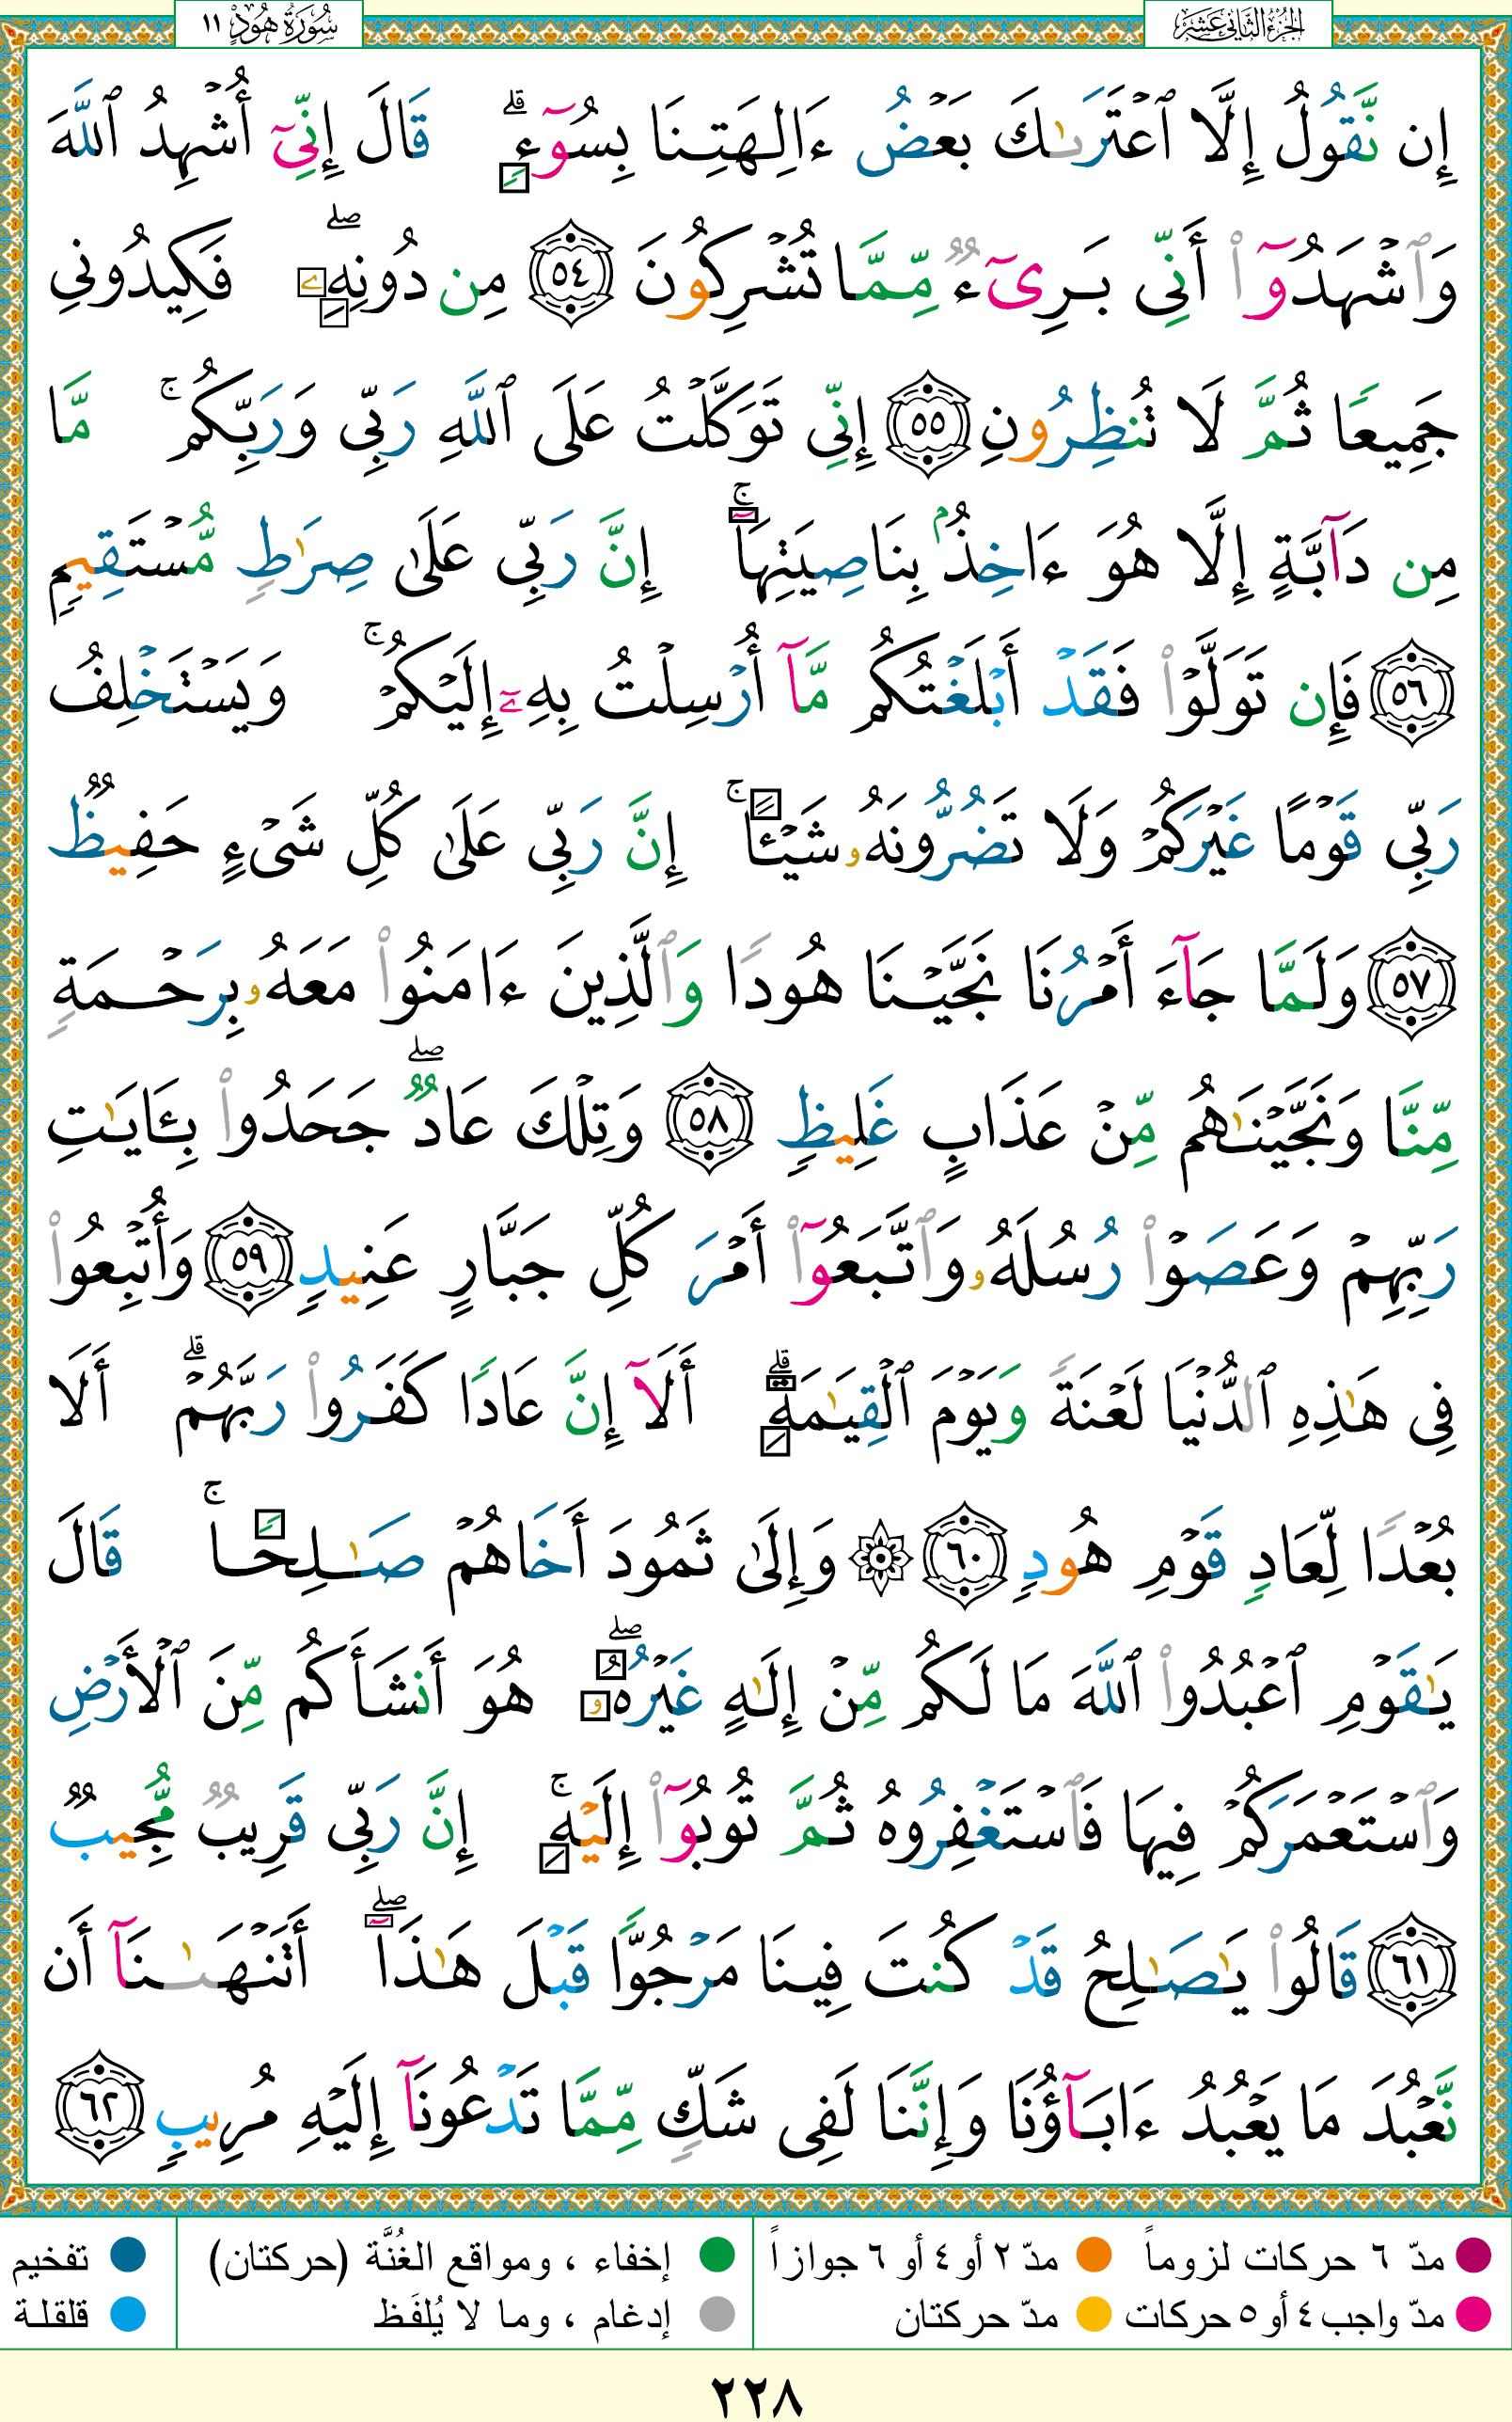 سُورَةُ هُودٍ ١١
الجُزْءُ الثَّانِي عَشَرَ
إِن نَّقُولُ إِلَّا ٱعْتَرَىٰكَ بَعْضُ ءَالِهَتِنَا بِسُوٓءٍۢ ۗ قَالَ إِنِّىٓ أُشْهِدُ ٱللَّهَ
وَٱشْهَدُوٓا۟ أَنِّى بَرِىٓءٌۭ مِّمَّا تُشْرِكُونَ ٥٤ مِن دُونِهِۦ ۖ فَكِيدُونِى
جَمِيعًۭا ثُمَّ لَا تُنظِرُونِ ٥٥ إِنِّى تَوَكَّلْتُ عَلَى ٱللَّهِ رَبِّى وَرَبِّكُم ۚ مَّا
مِن دَآبَّةٍ إِلَّا هُوَ ءَاخِذٌۢ بِنَاصِيَتِهَآ ۚ إِنَّ رَبِّى عَلَىٰ صِرَٰطٍۢ مُّسْتَقِيمٍۢ
٥٦ فَإِن تَوَلَّوْا۟ فَقَدْ أَبْلَغْتُكُم مَّآ أُرْسِلْتُ بِهِۦٓ إِلَيْكُمْ ۚ وَيَسْتَخْلِفُ
رَبِّى قَوْمًا غَيْرَكُمْ وَلَا تَضُرُّونَهُۥ شَيْـًٔا ۚ إِنَّ رَبِّى عَلَىٰ كُلِّ شَىْءٍ حَفِيظٌۭ
٥٧ وَلَمَّا جَآءَ أَمْرُنَا نَجَّيْنَا هُودًۭا وَٱلَّذِينَ ءَامَنُوا۟ مَعَهُۥ بِرَحْمَةٍۢ
مِّنَّا وَنَجَّيْنَٰهُم مِّنْ عَذَابٍ غَلِيظٍۢ ٥٨ وَتِلْكَ عَادٌۭ ۖ جَحَدُوا۟ بِـَٔايَٰتِ
رَبِّهِمْ وَعَصَوْا۟ رُسُلَهُۥ وَٱتَّبَعُوٓا۟ أَمْرَ كُلِّ جَبَّارٍ عَنِيدٍۢ ٥٩ وَأُتْبِعُوا۟
فِى هَٰذِهِ ٱلدُّنْيَا لَعْنَةًۭ وَيَوْمَ ٱلْقِيَٰمَةِ ۗ أَلَآ إِنَّ عَادًۭا كَفَرُوا۟ رَبَّهُمْ ۗ أَلَا
بُعْدًۭا لِّعَادٍۢ قَوْمِ هُودٍۢ ٦٠ ۞ وَإِلَىٰ ثَمُودَ أَخَاهُمْ صَٰلِحًۭا ۚ قَالَ
يَٰقَوْمِ ٱعْبُدُوا۟ ٱللَّهَ مَا لَكُم مِّنْ إِلَٰهٍ غَيْرُهُۥ ۖ هُوَ أَنشَأَكُم مِّنَ ٱلْأَرْضِ
وَٱسْتَعْمَرَكُمْ فِيهَا فَٱسْتَغْفِرُوهُ ثُمَّ تُوبُوٓا۟ إِلَيْهِ ۚ إِنَّ رَبِّى قَرِيبٌۭ مُّجِيبٌۭ
٦١ قَالُوا۟ يَٰصَٰلِحُ قَدْ كُنتَ فِينَا مَرْجُوًّۭا قَبْلَ هَٰذَآ ۖ أَتَنْهَىٰنَآ أَن
نَّعْبُدَ مَا يَعْبُدُ ءَابَآؤُنَا وَإِنَّنَا لَفِى شَكٍّۢ مِّمَّا تَدْعُونَآ إِلَيْهِ مُرِيبٍۢ ٦٢
مدّ ٦ حركات لزوماً مدّ ٢ أو ٤ أو ٦ جوازاً إخفاء ، ومواقع الغُنَّة (حركتان) تفخيم
مدّ واجب ٤ أو ٥ حركات مدّ حركتان إدغام ، وما لا يُلفَظ قلقلة
٢٢٨